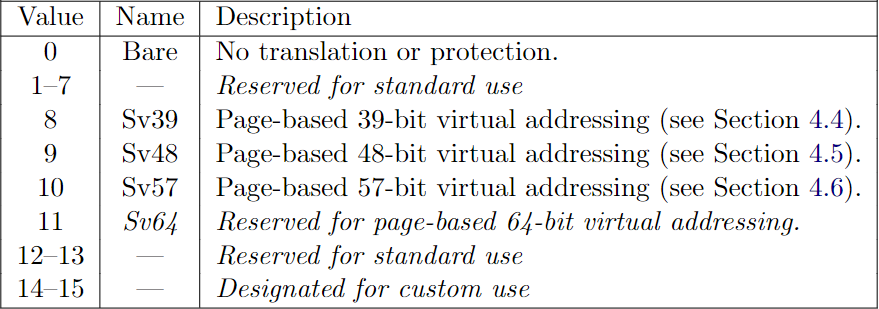 Value Name Description
0 Bare No translation or protection.
1–7 — Reserved for standard use
8 Sv39 Page-based 39-bit virtual addressing (see Section 4.4).
9 Sv48 Page-based 48-bit virtual addressing (see Section 4.5).
10 Sv57 Page-based 57-bit virtual addressing (see Section 4.6).
11 Sv64 Reserved for page-based 64-bit virtual addressing.
12–13 — Reserved for standard use
14–15 — Designated for custom use